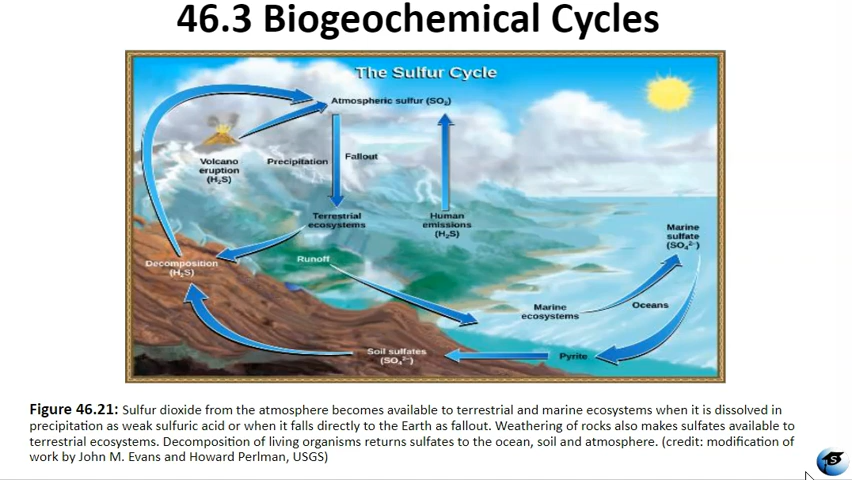 46.3 Biogeochemical Cycles
The Sulfur Cycle
Atmospheric sulfur (SO₂)
Volcano
eruption
(H₂S)
Precipitation
Fallout
Terrestrial
ecosystems
Human
emissions
(H₂S)
Marine
sulfate
(SO₄²⁻)
Decomposition
(H₂S)
Runoff
Marine
ecosystems
Oceans
Soil sulfates
(SO₄²⁻)
Pyrite
Figure 46.21: Sulfur dioxide from the atmosphere becomes available to terrestrial and marine ecosystems when it is dissolved in
precipitation as weak sulfuric acid or when it falls directly to the Earth as fallout. Weathering of rocks also makes sulfates available to
terrestrial ecosystems. Decomposition of living organisms returns sulfates to the ocean, soil and atmosphere. (credit: modification of
work by John M. Evans and Howard Perlman, USGS)
S